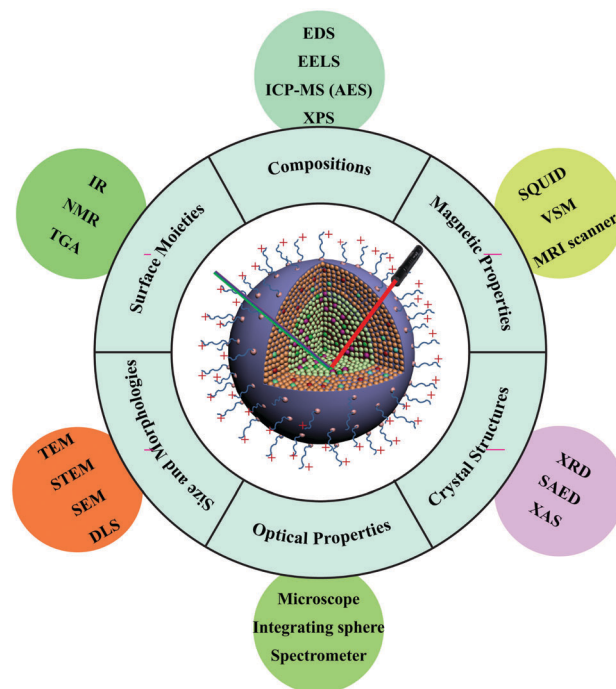 EDS
EELS
ICP-MS (AES)
XPS
Compositions
IR
NMR
TGA
Surface Moieties
SQUID
VSM
MRI scanner
Magnetic Properties
TEM
STEM
SEM
DLS
Size and Morphologies
XRD
SAED
XAS
Crystal Structures
Optical Properties
Microscope
Integrating sphere
Spectrometer